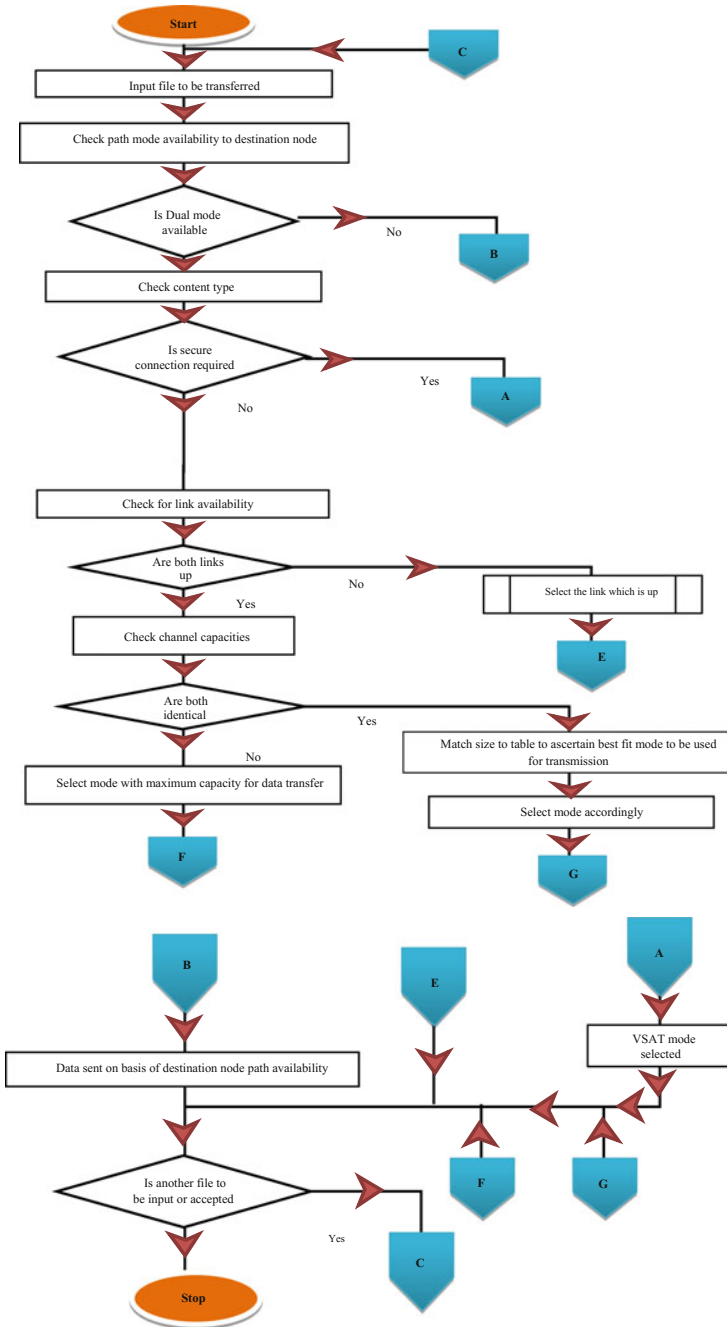 Start
C
Input file to be transferred
Check path mode availability to destination node
Is Dual mode
available
No
B
Check content type
Is secure
connection required
Yes
A
No
Check for link availability
Are both links
up
No
Select the link which is up
Yes
E
Check channel capacities
Are both
identical
Yes
Match size to table to ascertain best fit mode to be used
for transmission
No
Select mode with maximum capacity for data transfer
Select mode accordingly
F
G
B
E
A
VSAT mode
selected
Data sent on basis of destination node path availability
Is another file to
be input or accepted
F
G
Yes
C
Stop